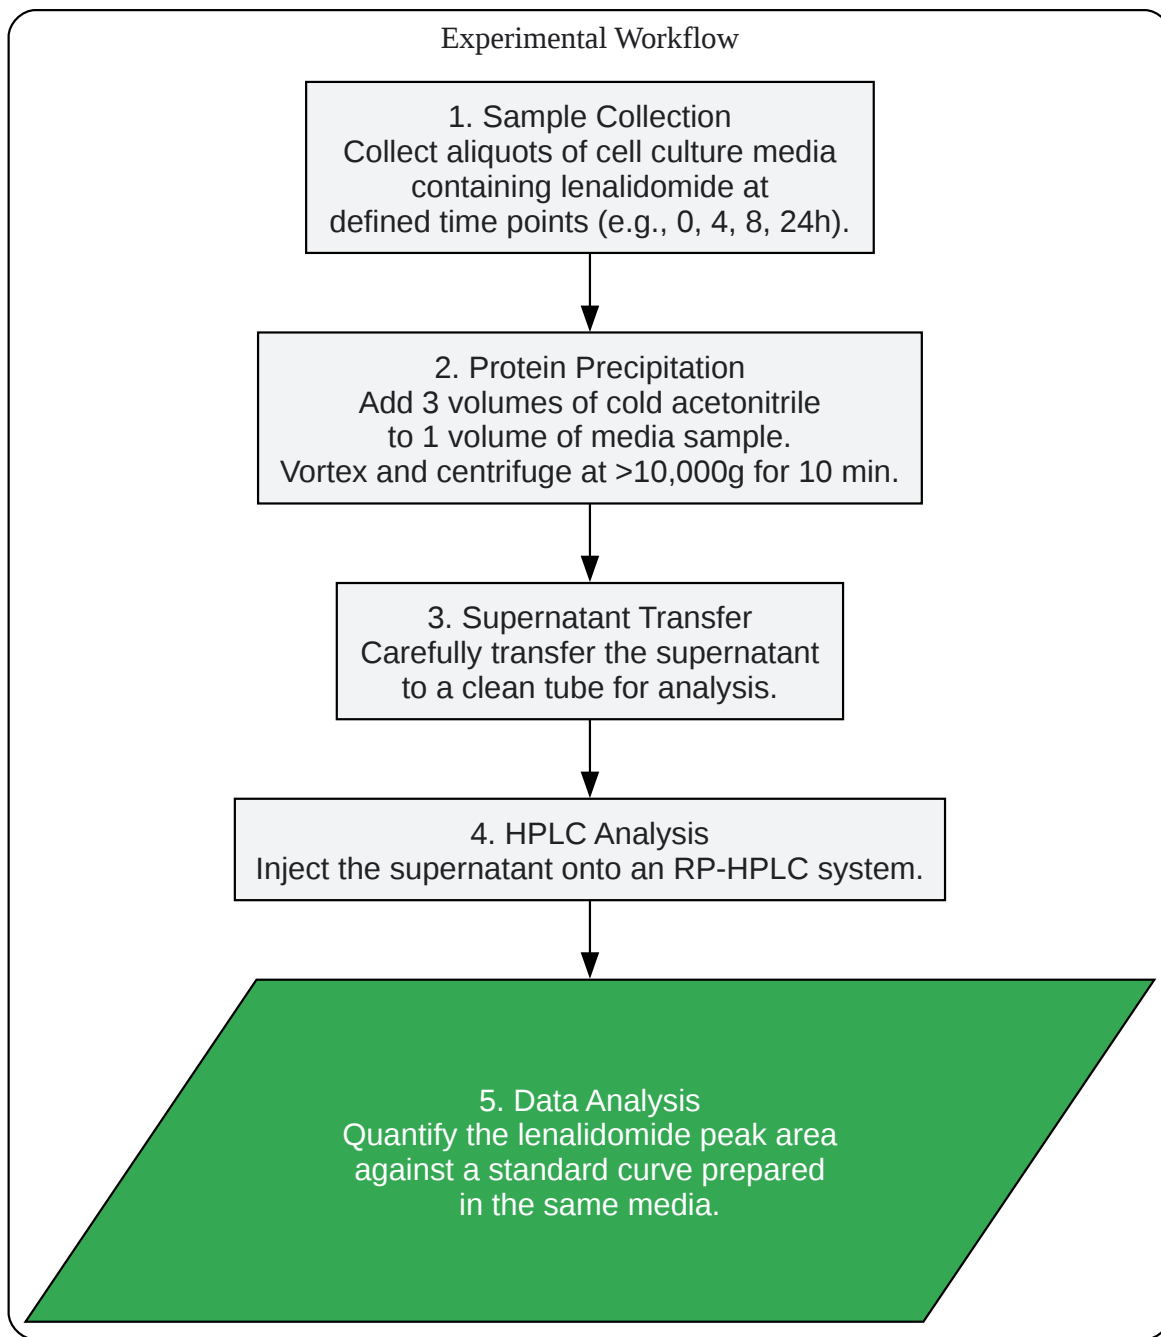 Experimental Workflow
1. Sample Collection
Collect aliquots of cell culture media
containing lenalidomide at
defined time points (e.g., 0, 4, 8, 24h).
2. Protein Precipitation
Add 3 volumes of cold acetonitrile
to 1 volume of media sample.
Vortex and centrifuge at >10,000g for 10 min.
3. Supernatant Transfer
Carefully transfer the supernatant
to a clean tube for analysis.
4. HPLC Analysis
Inject the supernatant onto an RP-HPLC system.
5. Data Analysis
Quantify the lenalidomide peak area
against a standard curve prepared
in the same media.